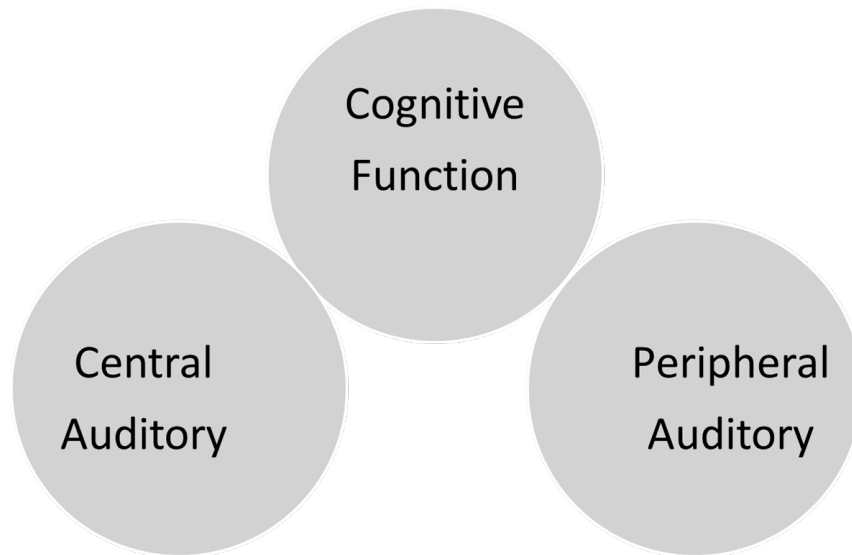 Cognitive
Function
Central
Auditory
Peripheral
Auditory